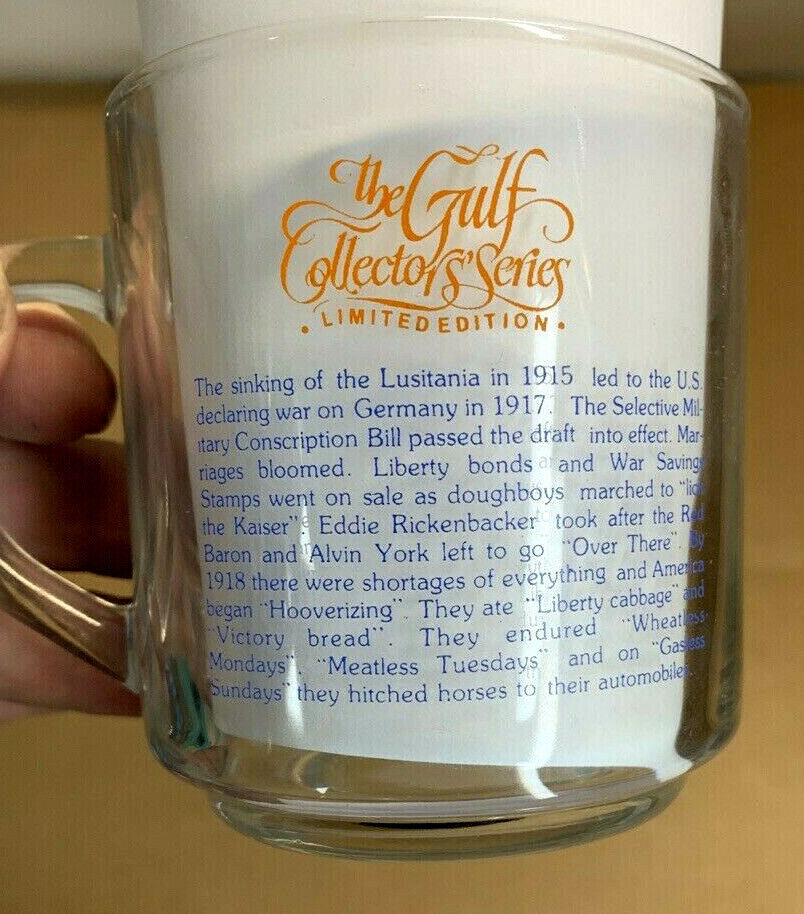 The Gulf
Collectors' Series
• LIMITED EDITION •
The sinking of the Lusitania in 1915 led to the U.S.
declaring war on Germany in 1917. The Selective Mil-
itary Conscription Bill passed the draft into effect. Mar-
riages bloomed. Liberty bonds and War Saving
Stamps went on sale as doughboys marched to "lick
the Kaiser". Eddie Rickenbacker took after the Red
Baron and Alvin York left to go "Over There". By
1918 there were shortages of everything and America
began "Hooverizing". They ate "Liberty cabbage" and
"Victory bread". They endured "Wheatless
Mondays". "Meatless Tuesdays" and on "Gasless
Sundays" they hitched horses to their automobiles.